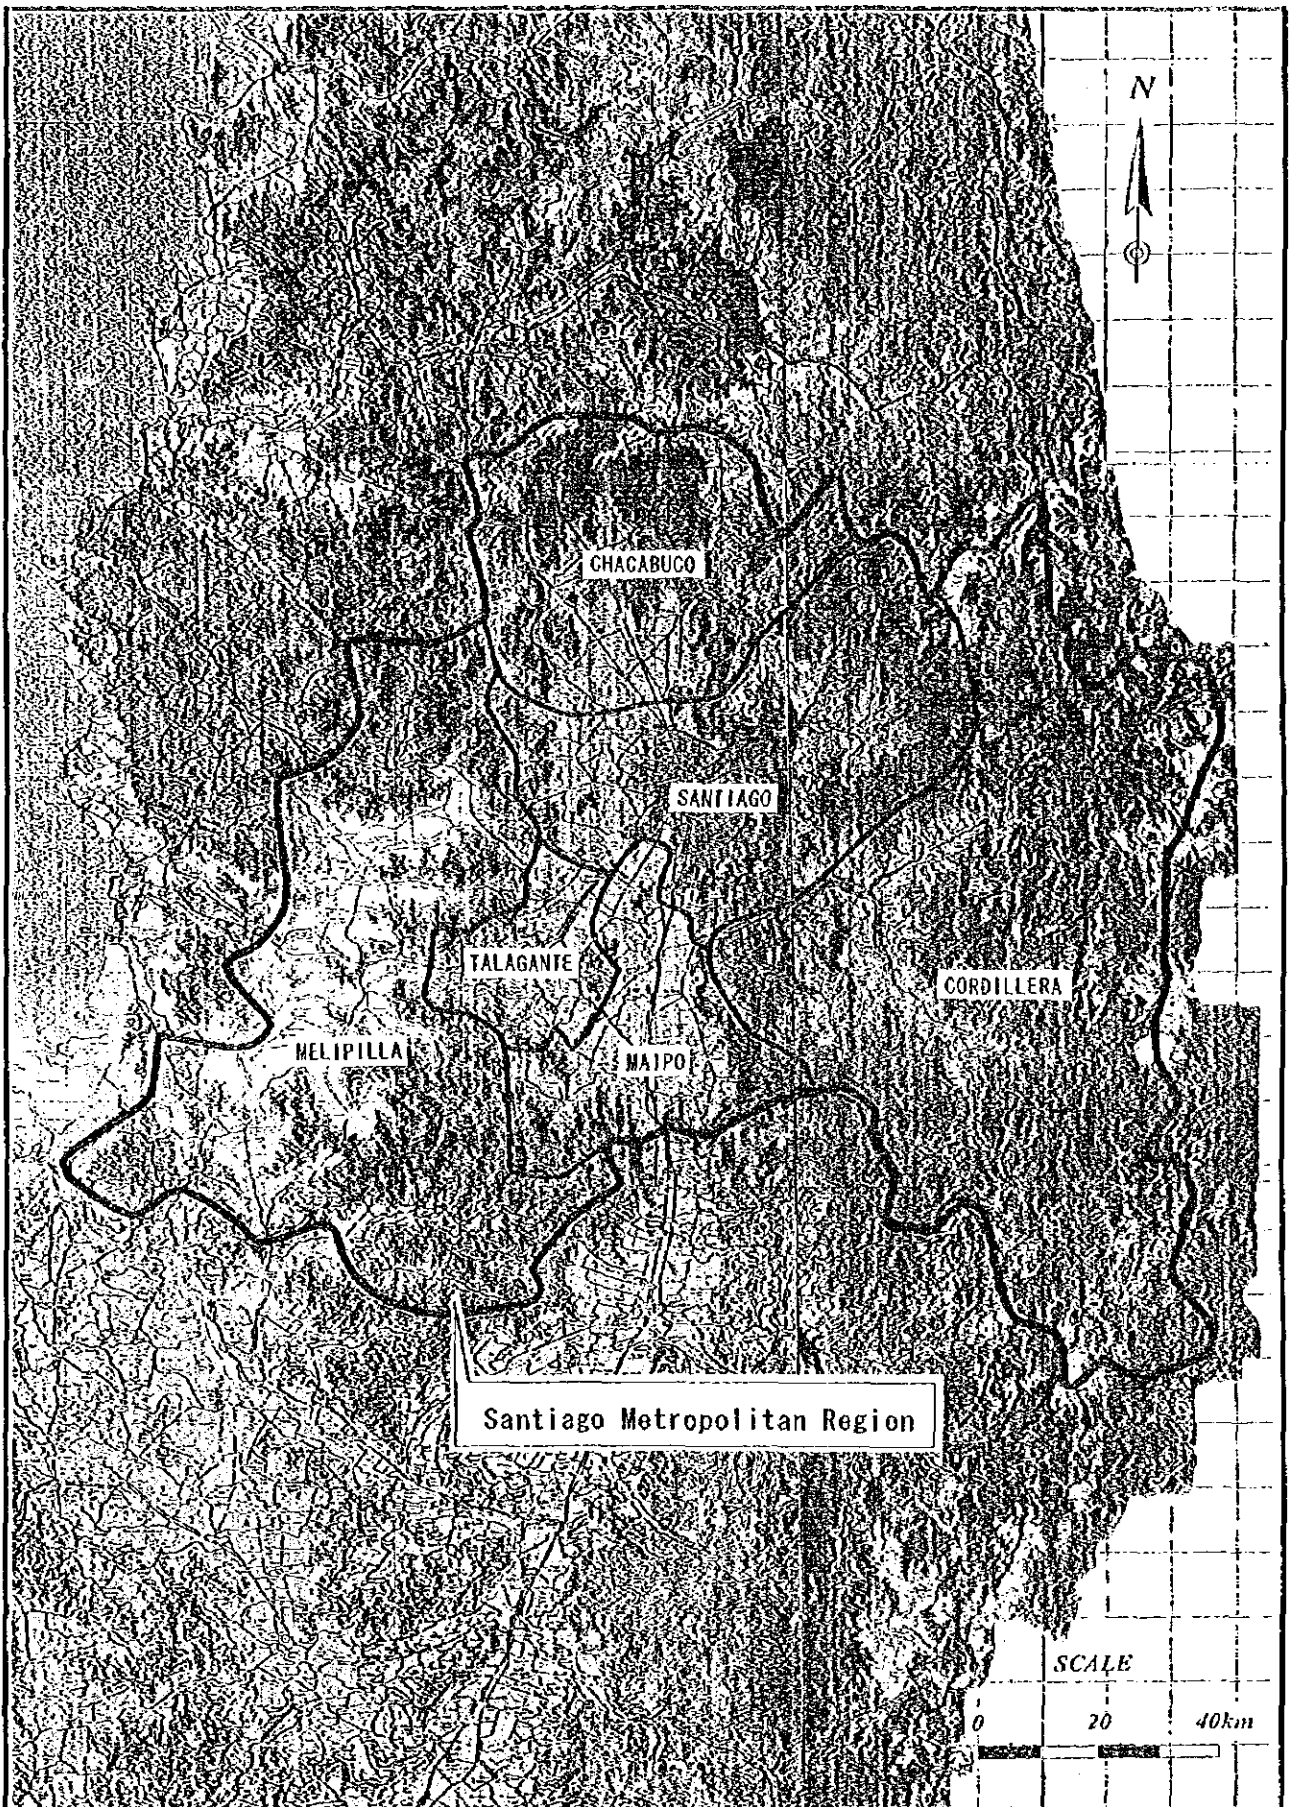 N
CHACABUCO
SANTIAGO
TALAGANTE
CORDILLERA
MELIPILLA
MAIPO
Santiago Metropolitan Region
SCALE
0 20 40km